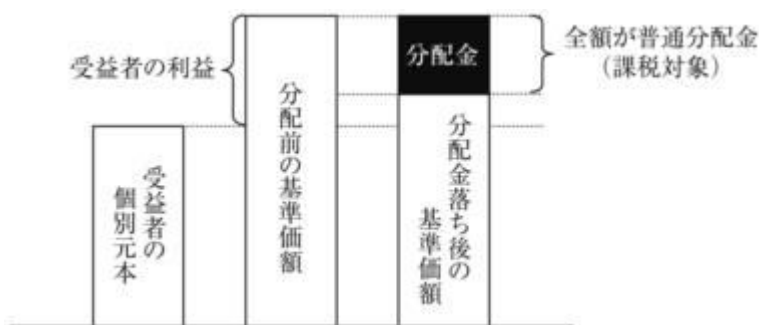 受益者の利益
受益者の
個別元本
分配前の基準価額
分配金
分配金落ち後の
基準価額
全額が普通分配金
（課税対象）